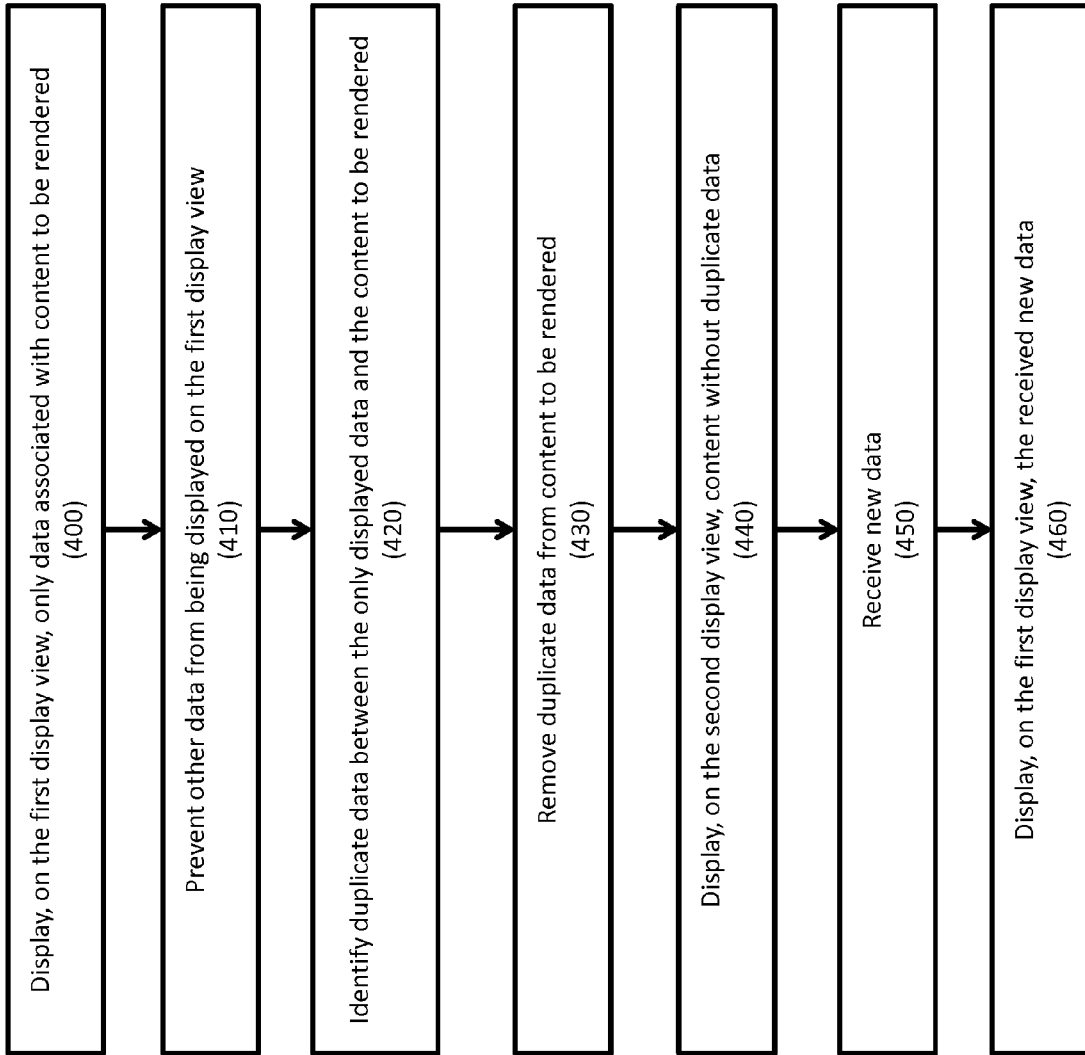 Display, on the first display view, only data associated with content to be rendered
(400)
Prevent other data from being displayed on the first display view
(410)
Identify duplicate data between the only displayed data and the content to be rendered
(420)
Remove duplicate data from content to be rendered
(430)
Display, on the second display view, content without duplicate data
(440)
Receive new data
(450)
Display, on the first display view, the received new data
(460)